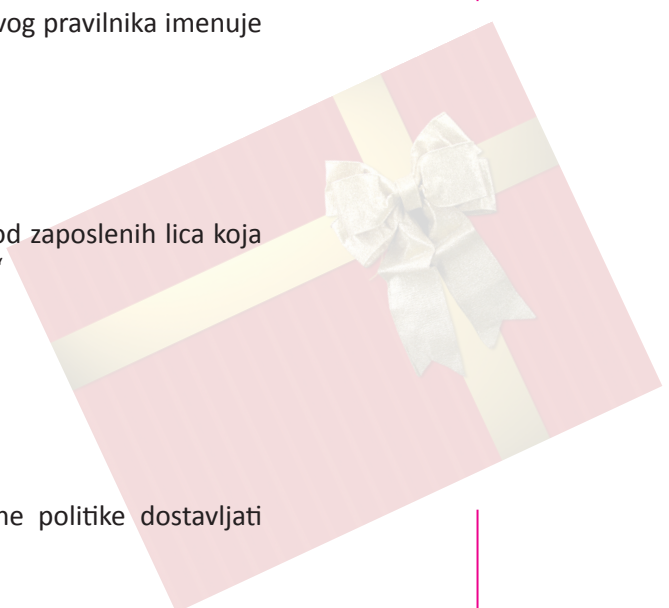 vog pravilnika imenuje
od zaposlenih lica koja
ne politike dostavljati